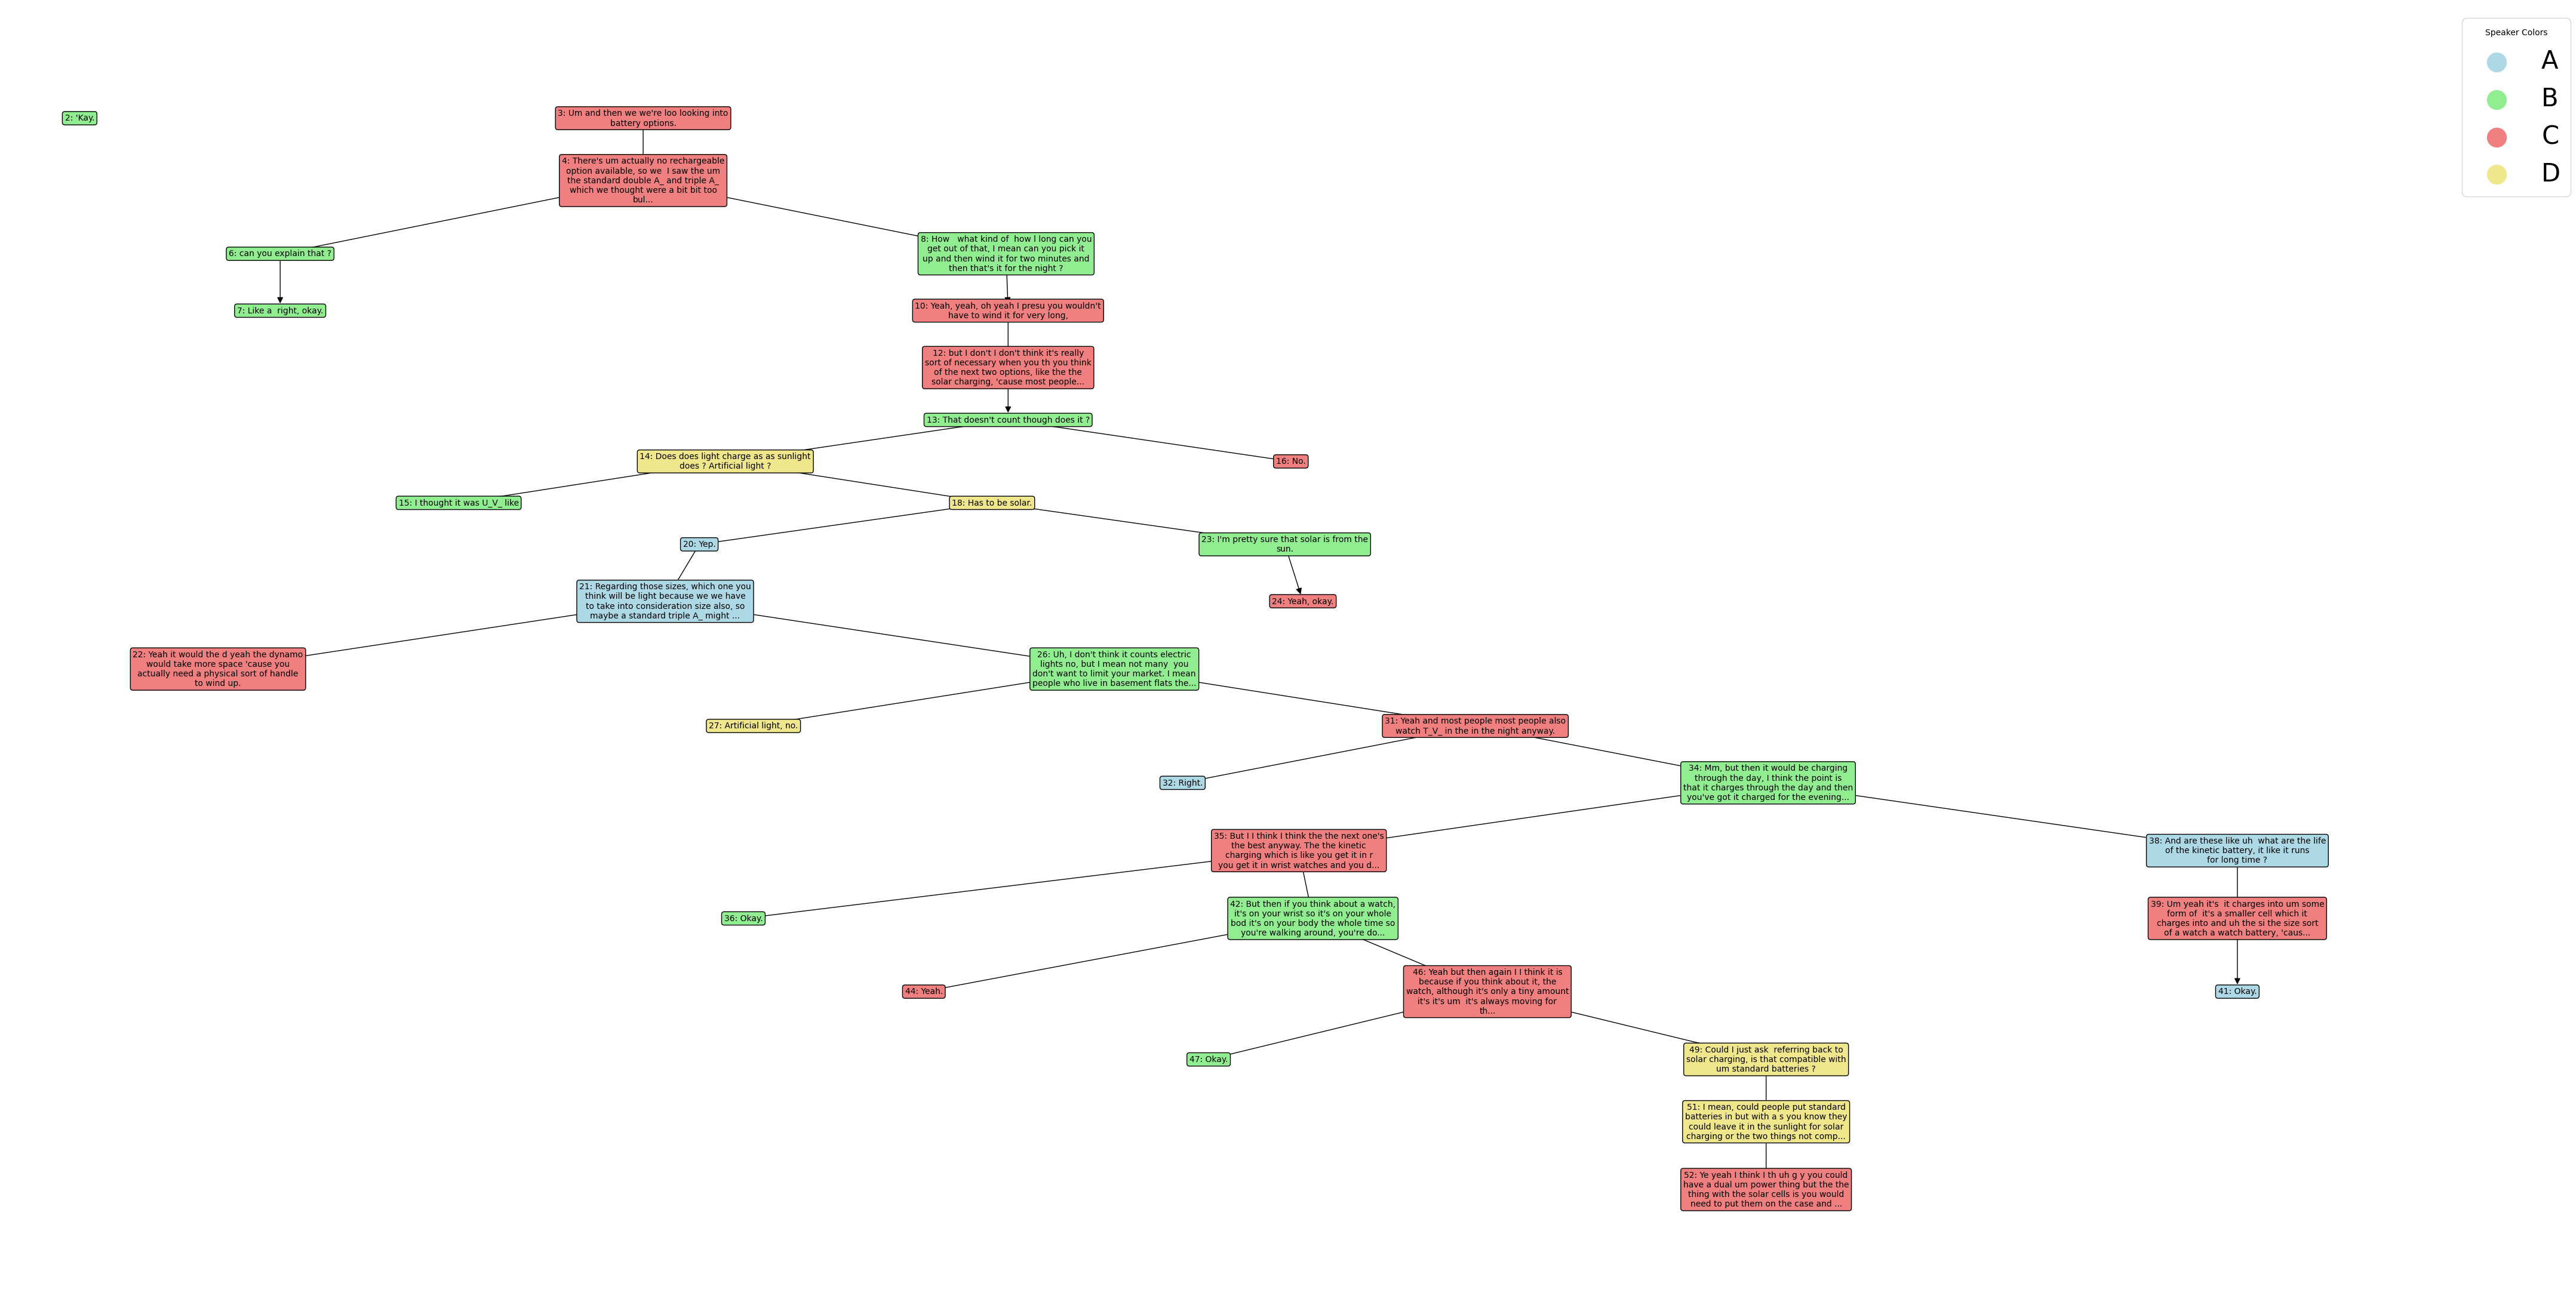 Speaker Colors
A
B
C
D
2: 'Kay.
3: Um and then we we're loo looking into
battery options.
4: There's um actually no rechargeable
option available, so we  I saw the um
the standard double A_ and triple A_
which we thought were a bit bit too
bul...
6: can you explain that ?
8: How   what kind of  how l long can you
get out of that, I mean can you pick it
up and then wind it for two minutes and
then that's it for the night ?
7: Like a  right, okay.
10: Yeah, yeah, oh yeah I presu you wouldn't
have to wind it for very long,
12: but I don't I don't think it's really
sort of necessary when you th you think
of the next two options, like the the
solar charging, 'cause most people...
13: That doesn't count though does it ?
14: Does does light charge as as sunlight
does ? Artificial light ?
16: No.
15: I thought it was U_V_ like
18: Has to be solar.
20: Yep.
23: I'm pretty sure that solar is from the
sun.
21: Regarding those sizes, which one you
think will be light because we we have
to take into consideration size also, so
maybe a standard triple A_ might ...
24: Yeah, okay.
22: Yeah it would the d yeah the dynamo
would take more space 'cause you
actually need a physical sort of handle
to wind up.
26: Uh, I don't think it counts electric
lights no, but I mean not many  you
don't want to limit your market. I mean
people who live in basement flats the...
27: Artificial light, no.
31: Yeah and most people most people also
watch T_V_ in the in the night anyway.
32: Right.
34: Mm, but then it would be charging
through the day, I think the point is
that it charges through the day and then
you've got it charged for the evening...
35: But I I think I think the the next one's
the best anyway. The the kinetic
charging which is like you get it in r
you get it in wrist watches and you d...
38: And are these like uh  what are the life
of the kinetic battery, it like it runs
for long time ?
36: Okay.
42: But then if you think about a watch,
it's on your wrist so it's on your whole
bod it's on your body the whole time so
you're walking around, you're do...
39: Um yeah it's  it charges into um some
form of  it's a smaller cell which it
charges into and uh the si the size sort
of a watch a watch battery, 'caus...
44: Yeah.
46: Yeah but then again I I think it is
because if you think about it, the
watch, although it's only a tiny amount
it's it's um  it's always moving for
th...
41: Okay.
47: Okay.
49: Could I just ask  referring back to
solar charging, is that compatible with
um standard batteries ?
51: I mean, could people put standard
batteries in but with a s you know they
could leave it in the sunlight for solar
charging or the two things not comp...
52: Ye yeah I think I th uh g y you could
have a dual um power thing but the the
thing with the solar cells is you would
need to put them on the case and ...